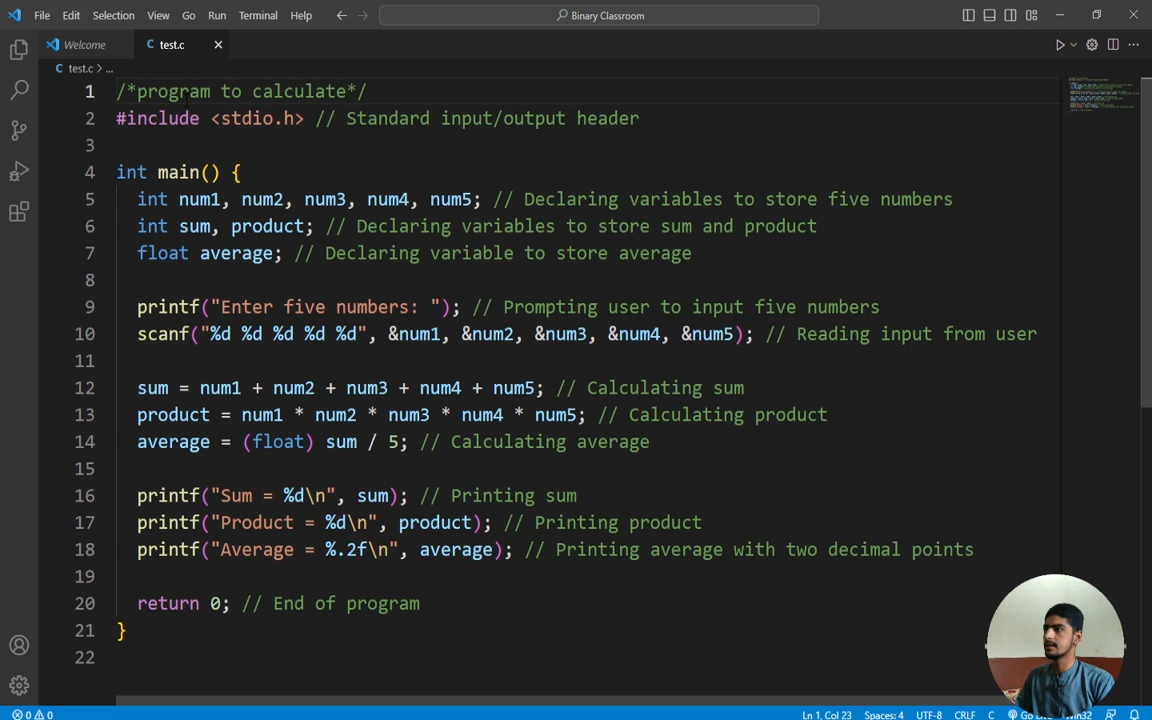 File Edit Selection View Go Run Terminal Help Binary Classroom
Welcome test.c
test.c > ...
1 /*program to calculate*/
2 #include <stdio.h> // Standard input/output header
3
4 int main() {
5 int num1, num2, num3, num4, num5; // Declaring variables to store five numbers
6 int sum, product; // Declaring variables to store sum and product
7 float average; // Declaring variable to store average
8
9 printf("Enter five numbers: "); // Prompting user to input five numbers
10 scanf("%d %d %d %d %d", &num1, &num2, &num3, &num4, &num5); // Reading input from user
11
12 sum = num1 + num2 + num3 + num4 + num5; // Calculating sum
13 product = num1 * num2 * num3 * num4 * num5; // Calculating product
14 average = (float) sum / 5; // Calculating average
15
16 printf("Sum = %d\n", sum); // Printing sum
17 printf("Product = %d\n", product); // Printing product
18 printf("Average = %.2f\n", average); // Printing average with two decimal points
19
20 return 0; // End of program
21 }
22
0 0 Ln 1, Col 23 Spaces: 4 UTF-8 CRLF C Go Live Win32